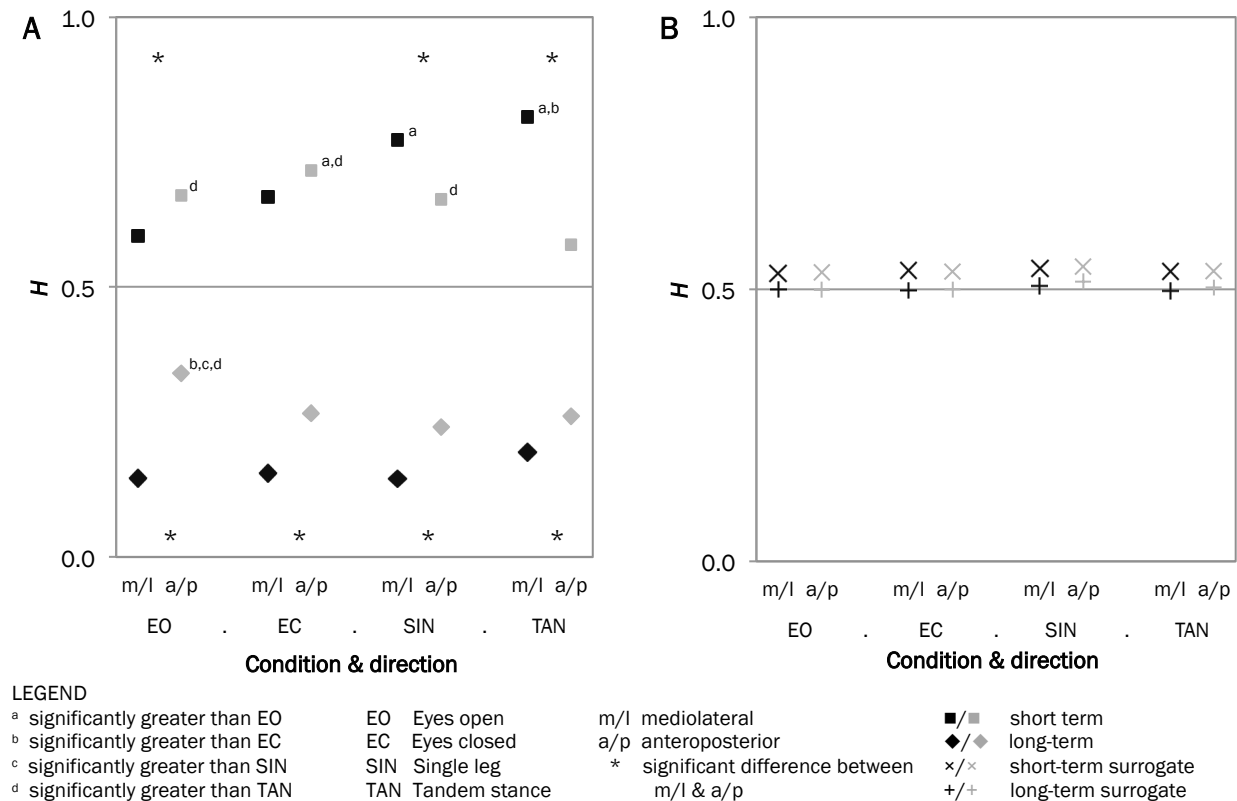 A
1.0
* * *
a,b
a
a,d
d
d
H
0.5
b,c,d
* * * *
0.0
m/l a/p m/l a/p m/l a/p m/l a/p
EO . EC . SIN . TAN
Condition & direction
B
1.0
H
0.5
0.0
m/l a/p m/l a/p m/l a/p m/l a/p
EO . EC . SIN . TAN
Condition & direction
LEGEND
a significantly greater than EO
b significantly greater than EC
c significantly greater than SIN
d significantly greater than TAN
EO Eyes open
EC Eyes closed
SIN Single leg
TAN Tandem stance
m/l mediolateral
a/p anteroposterior
* significant difference between
m/l & a/p
■/■ short term
◆/◆ long-term
×/× short-term surrogate
+/+ long-term surrogate